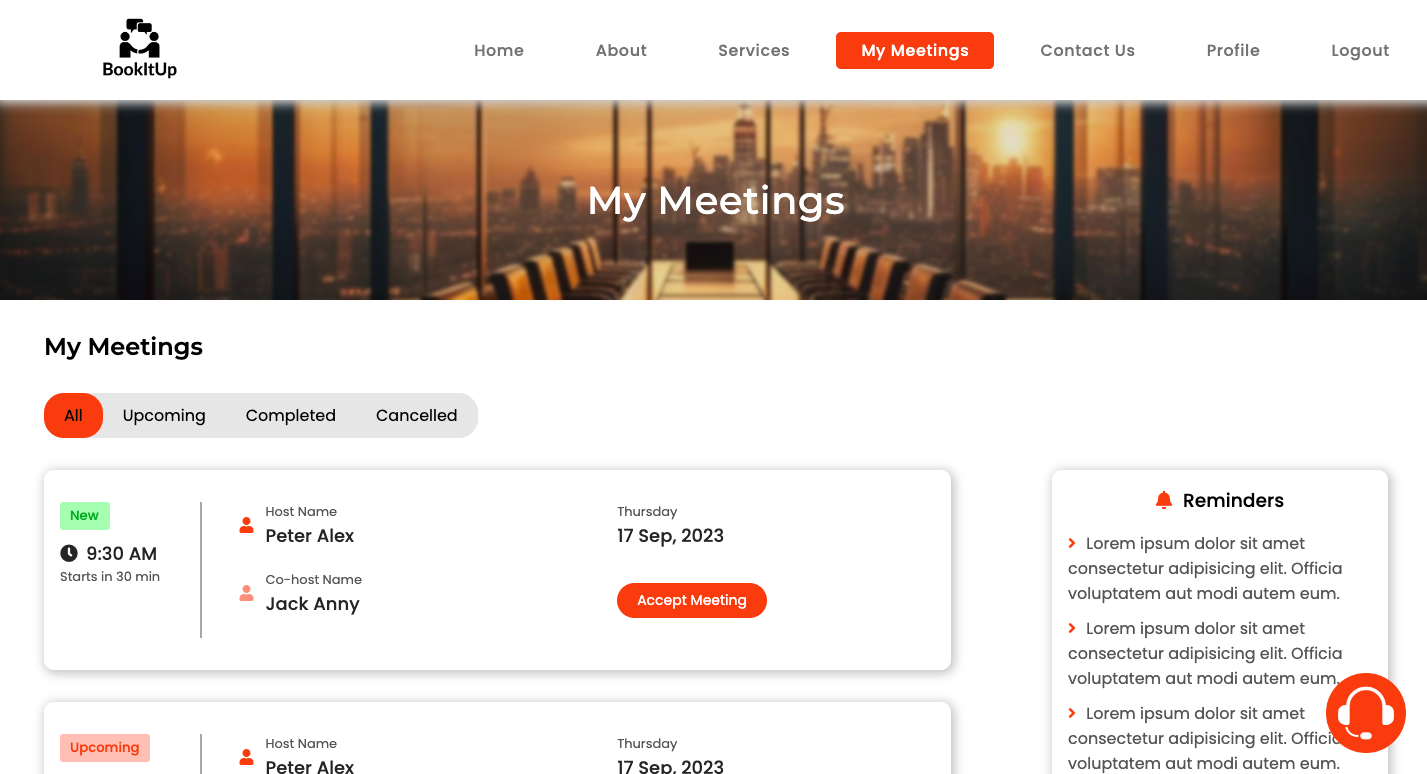 BookItUp
Home About Services My Meetings Contact Us Profile Logout
My Meetings
My Meetings
All Upcoming Completed Cancelled
New
9:30 AM
Starts in 30 min
Host Name
Peter Alex
Co-host Name
Jack Anny
Thursday
17 Sep, 2023
Accept Meeting
Upcoming
Host Name
Peter Alex
Thursday
17 Sep, 2023
Reminders
Lorem ipsum dolor sit amet
consectetur adipisicing elit. Officia
voluptatem aut modi autem eum.
Lorem ipsum dolor sit amet
consectetur adipisicing elit. Officia
voluptatem aut modi autem eum.
Lorem ipsum dolor sit amet
consectetur adipisicing elit. Officia
voluptatem aut modi autem eum.